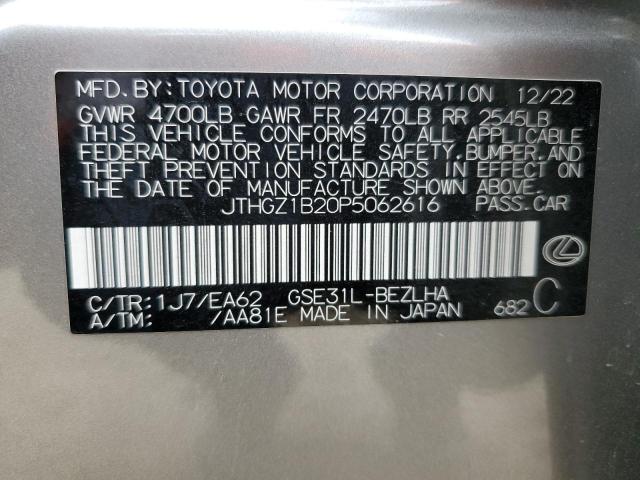 MFD.BY:TOYOTA MOTOR CORPORATION 12/22
GVWR 4700LB GAWR FR 2470LB RR 2545LB
THIS VEHICLE CONFORMS TO ALL APPLICABLE
FEDERAL MOTOR VEHICLE SAFETY,BUMPER,AND
THEFT PREVENTION STANDARDS IN EFFECT ON
THE DATE OF MANUFACTURE SHOWN ABOVE.
JTHGZ1B20P5062616 PASS.CAR
C/TR:1J7/EA62 GSE31L-BEZLHA
A/TM: /AA81E MADE IN JAPAN 682 C